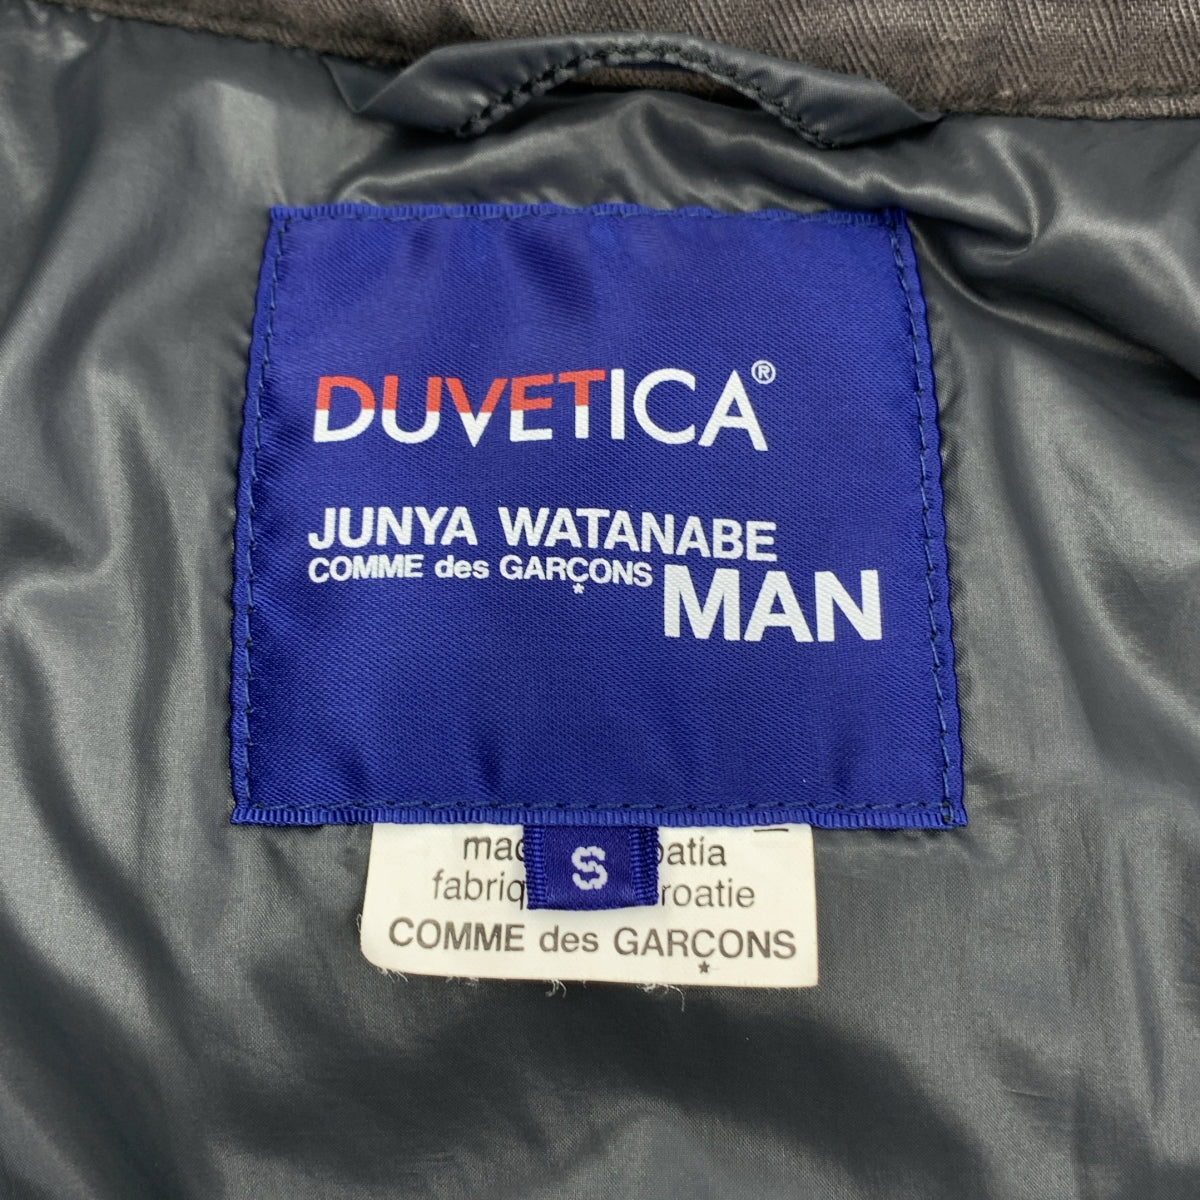 DUVETICA®
JUNYA WATANABE
COMME des GARÇONS
MAN
S
COMME des GARÇONS